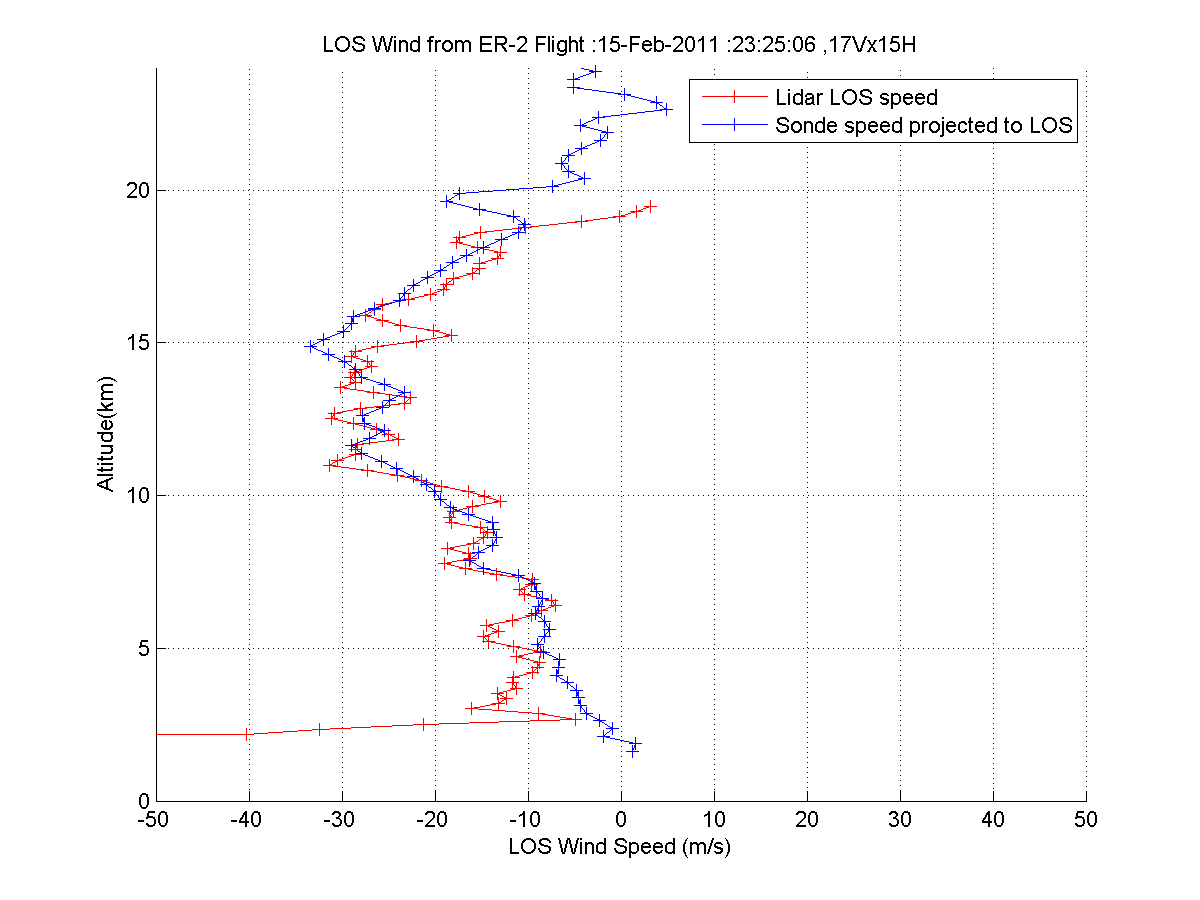 LOS Wind from ER-2 Flight :15-Feb-2011 :23:25:06 ,17Vx15H
Lidar LOS speed
Sonde speed projected to LOS
20
15
10
5
0
Altitude(km)
-50 -40 -30 -20 -10 0 10 20 30 40 50
LOS Wind Speed (m/s)